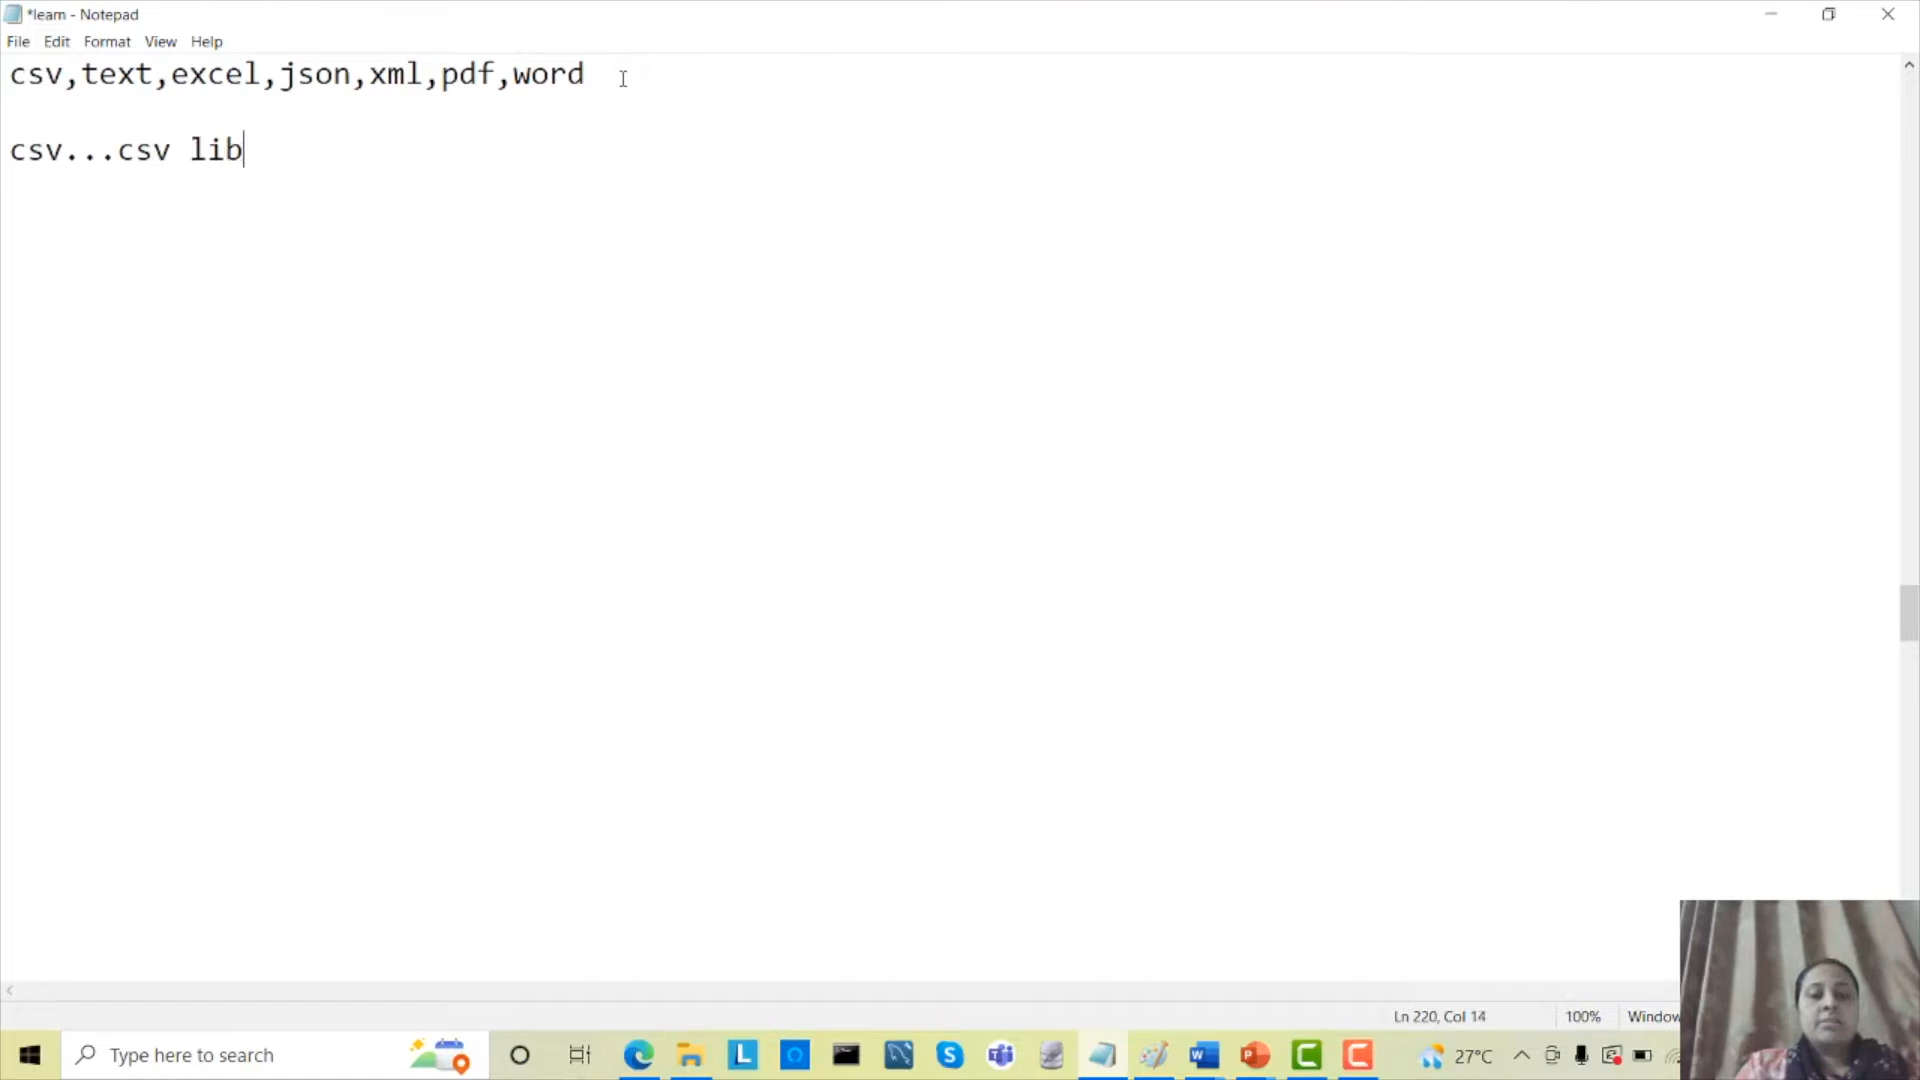 *learn - Notepad
File Edit Format View Help
csv,text,excel,json,xml,pdf,word
csv...csv lib
Ln 220, Col 14 100% Window
Type here to search
27°C